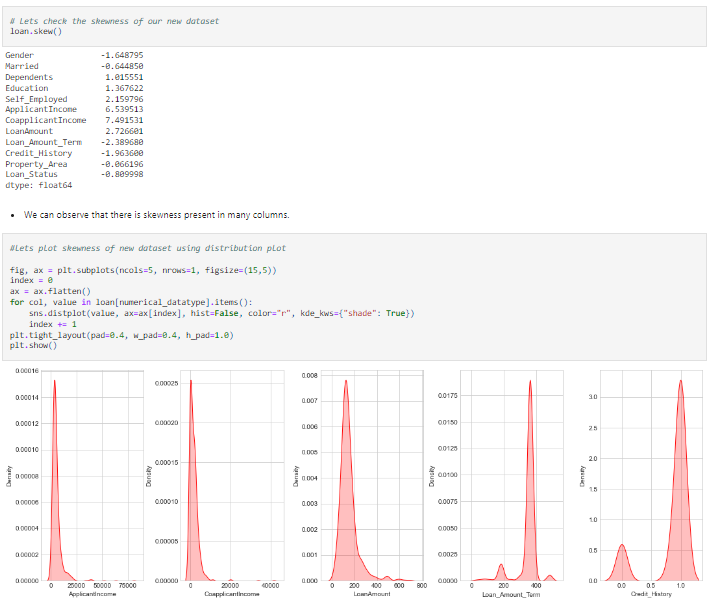 # Lets check the skewness of our new dataset
loan.skew()
Gender -1.648795
Married -0.644850
Dependents 1.015551
Education 1.367622
Self_Employed 2.159796
ApplicantIncome 6.539513
CoapplicantIncome 7.491531
LoanAmount 2.726601
Loan_Amount_Term -2.389680
Credit_History -1.963600
Property_Area -0.066196
Loan_Status -0.809998
dtype: float64
• We can observe that there is skewness present in many columns.
#Lets plot skewness of new dataset using distribution plot
fig, ax = plt.subplots(ncols=5, nrows=1, figsize=(15,5))
index = 0
ax = ax.flatten()
for col, value in loan[numerical_datatype].items():
sns.distplot(value, ax=ax[index], hist=False, color="r", kde_kws={"shade": True})
index += 1
plt.tight_layout(pad=0.4, w_pad=0.4, h_pad=1.0)
plt.show()
0.00016
0.00014
0.00012
0.00010
0.00008
0.00006
0.00004
0.00002
0.00000
Density
0 25000 50000 75000
ApplicantIncome
0.00025
0.00020
0.00015
0.00010
0.00005
0.00000
Density
0 20000 40000
CoapplicantIncome
0.008
0.007
0.006
0.005
0.004
0.003
0.002
0.001
0.000
Density
0 200 400 600 800
LoanAmount
0.0175
0.0150
0.0125
0.0100
0.0075
0.0050
0.0025
0.0000
Density
0 200 400
Loan_Amount_Term
3.0
2.5
2.0
1.5
1.0
0.5
0.0
Density
0.0 0.5 1.0
Credit_History